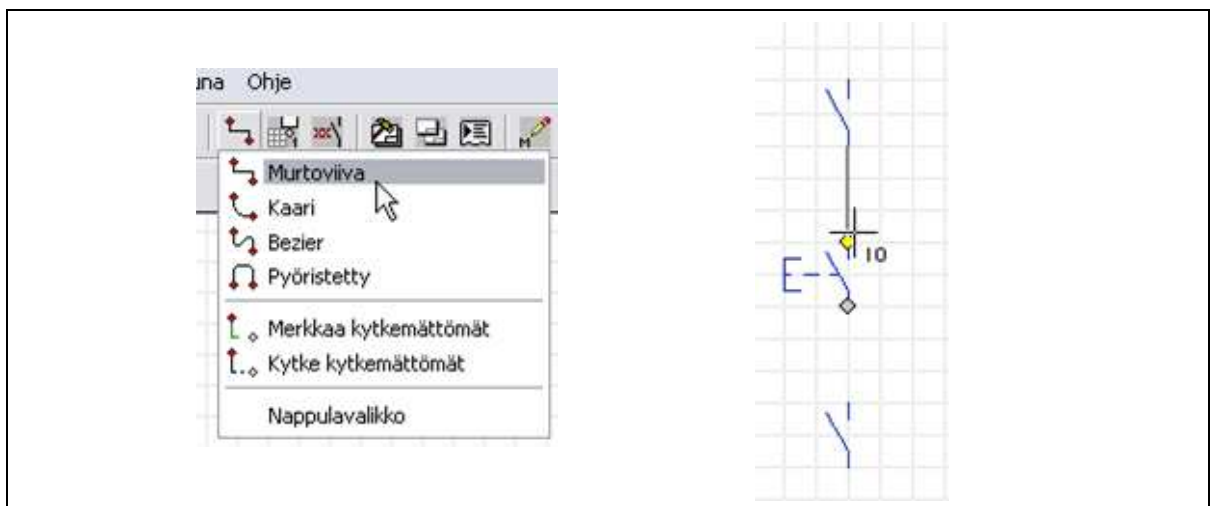 una Ohje
Murtoviiva
Kaari
Bezier
Pyöristetty
Merkkaa kytkemättömät
Kytke kytkemättömät
Nappulavalikko
10